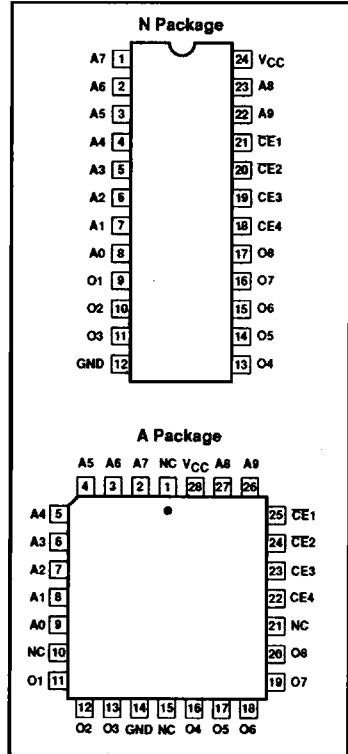 N Package
A7 1 24 VCC
A6 2 23 A8
A5 3 22 A9
A4 4 21 C̅E̅1
A3 5 20 C̅E̅2
A2 6 19 CE3
A1 7 18 CE4
A0 8 17 O8
O1 9 16 O7
O2 10 15 O6
O3 11 14 O5
GND 12 13 O4
A Package
A5 A6 A7 NC VCC A8 A9
4 3 2 1 28 27 26
A4 5 25 C̅E̅1
A3 6 24 C̅E̅2
A2 7 23 CE3
A1 8 22 CE4
A0 9 21 NC
NC 10 20 O8
O1 11 19 O7
12 13 14 15 16 17 18
O2 O3 GND NC O4 O5 O6